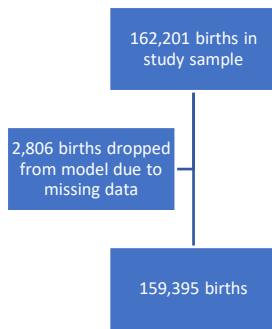 162,201 births in
study sample
2,806 births dropped
from model due to
missing data
159,395 births